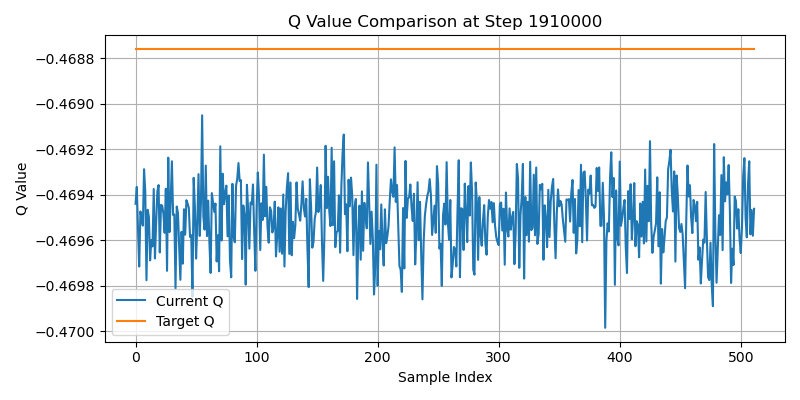 Q Value Comparison at Step 1910000
Q Value
−0.4688
−0.4690
−0.4692
−0.4694
−0.4696
−0.4698
−0.4700
Current Q
Target Q
0 100 200 300 400 500
Sample Index